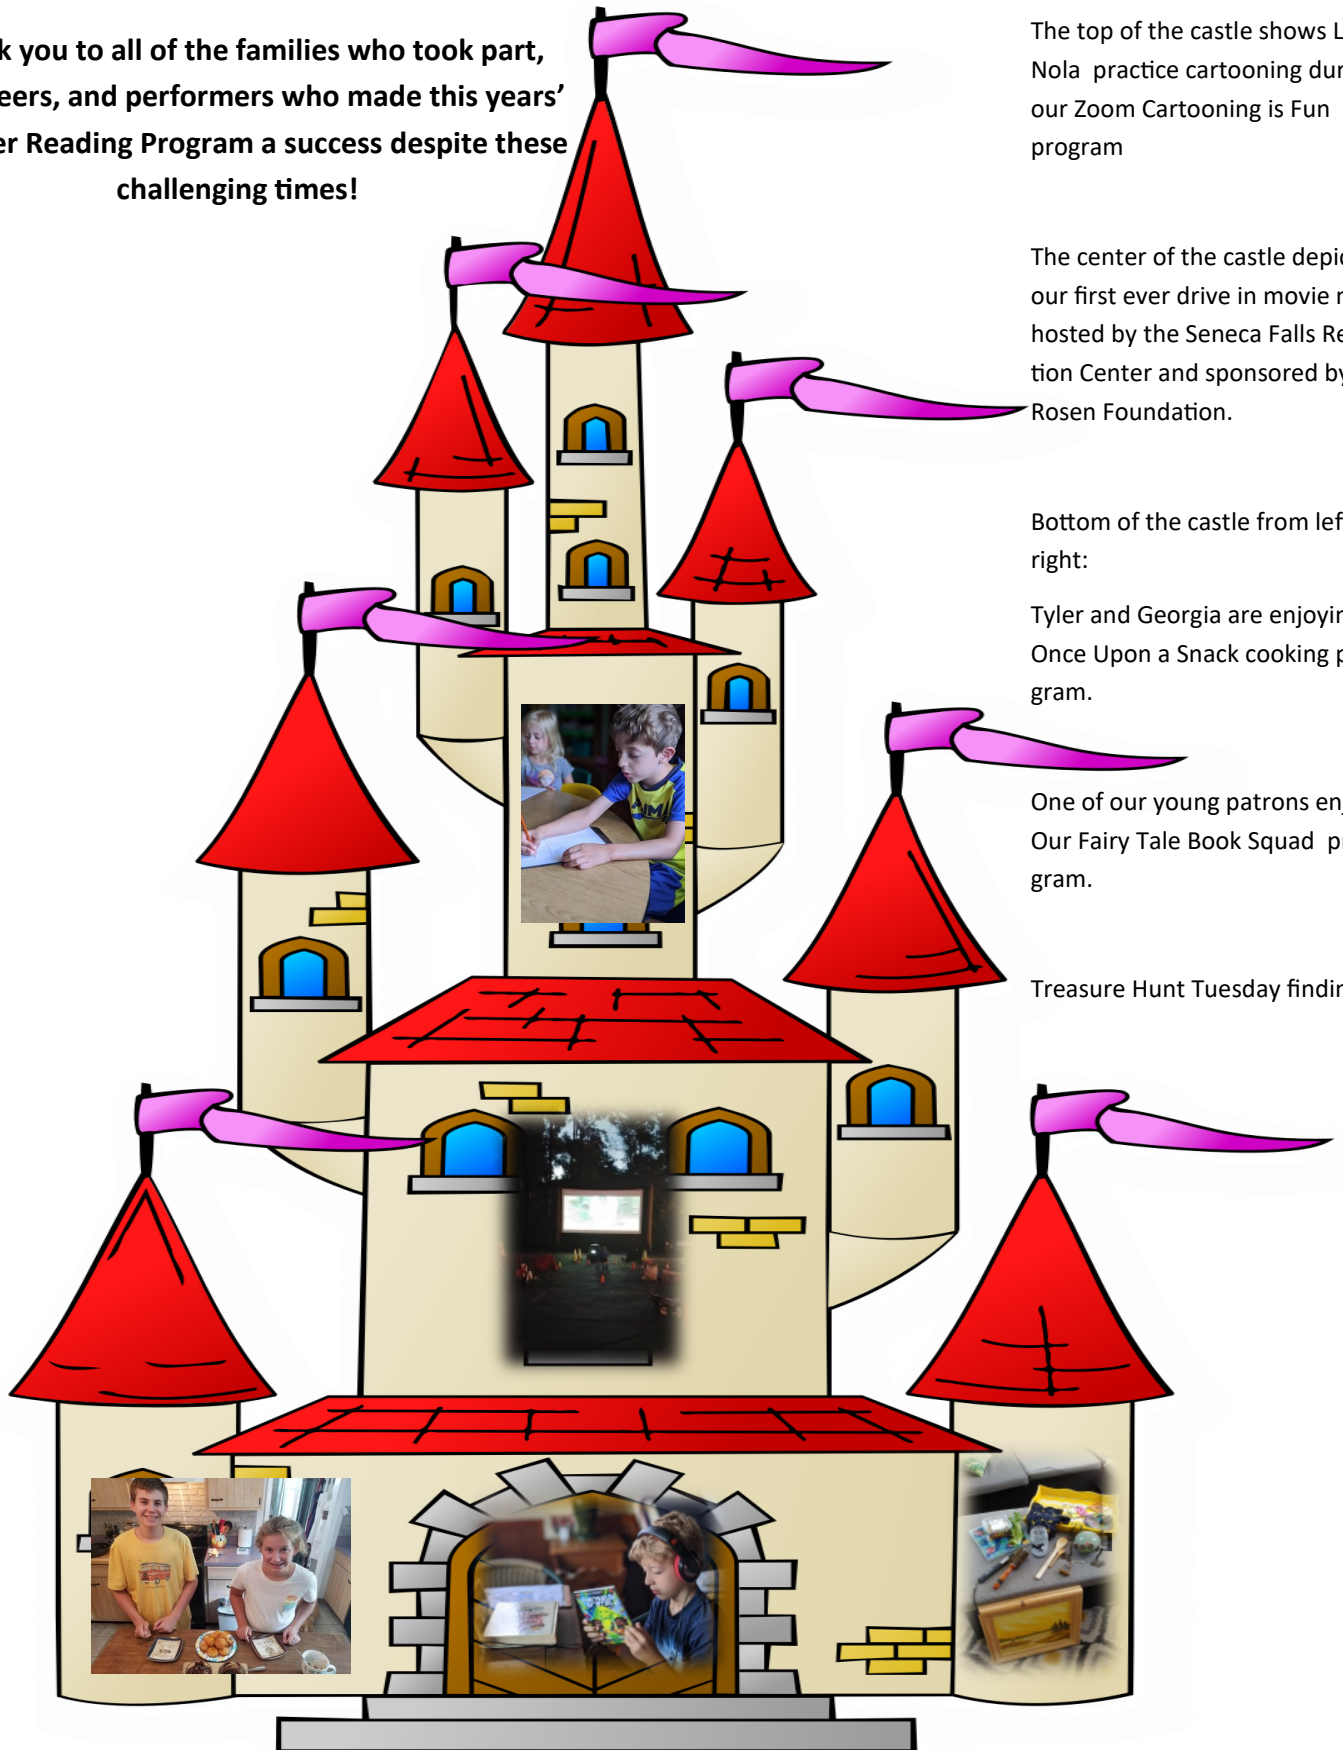 k you to all of the families who took part,
eers, and performers who made this years’
er Reading Program a success despite these
challenging times!
The top of the castle shows L
Nola  practice cartooning dur
our Zoom Cartooning is Fun
program
The center of the castle depic
our first ever drive in movie n
hosted by the Seneca Falls Re
tion Center and sponsored by
Rosen Foundation.
Bottom of the castle from lef
right:
Tyler and Georgia are enjoyin
Once Upon a Snack cooking p
gram.
One of our young patrons enj
Our Fairy Tale Book Squad  pr
gram.
Treasure Hunt Tuesday findin